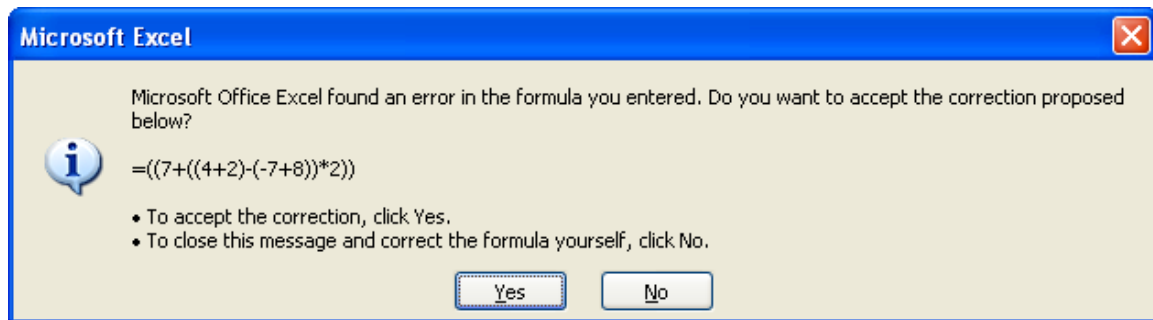 Microsoft Excel
Microsoft Office Excel found an error in the formula you entered. Do you want to accept the correction proposed
below?
=((7+((4+2)-(-7+8))*2))
• To accept the correction, click Yes.
• To close this message and correct the formula yourself, click No.
Yes
No